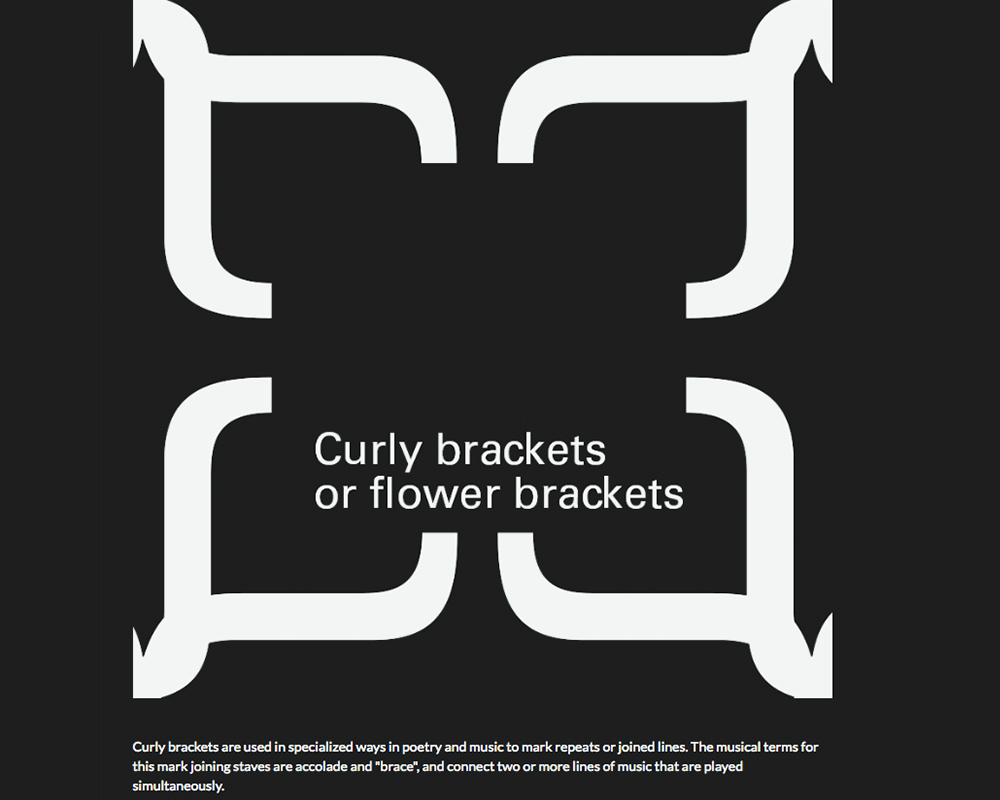 Curly brackets
or flower brackets
Curly brackets are used in specialized ways in poetry and music to mark repeats or joined lines. The musical terms for
this mark joining staves are accolade and "brace", and connect two or more lines of music that are played
simultaneously.